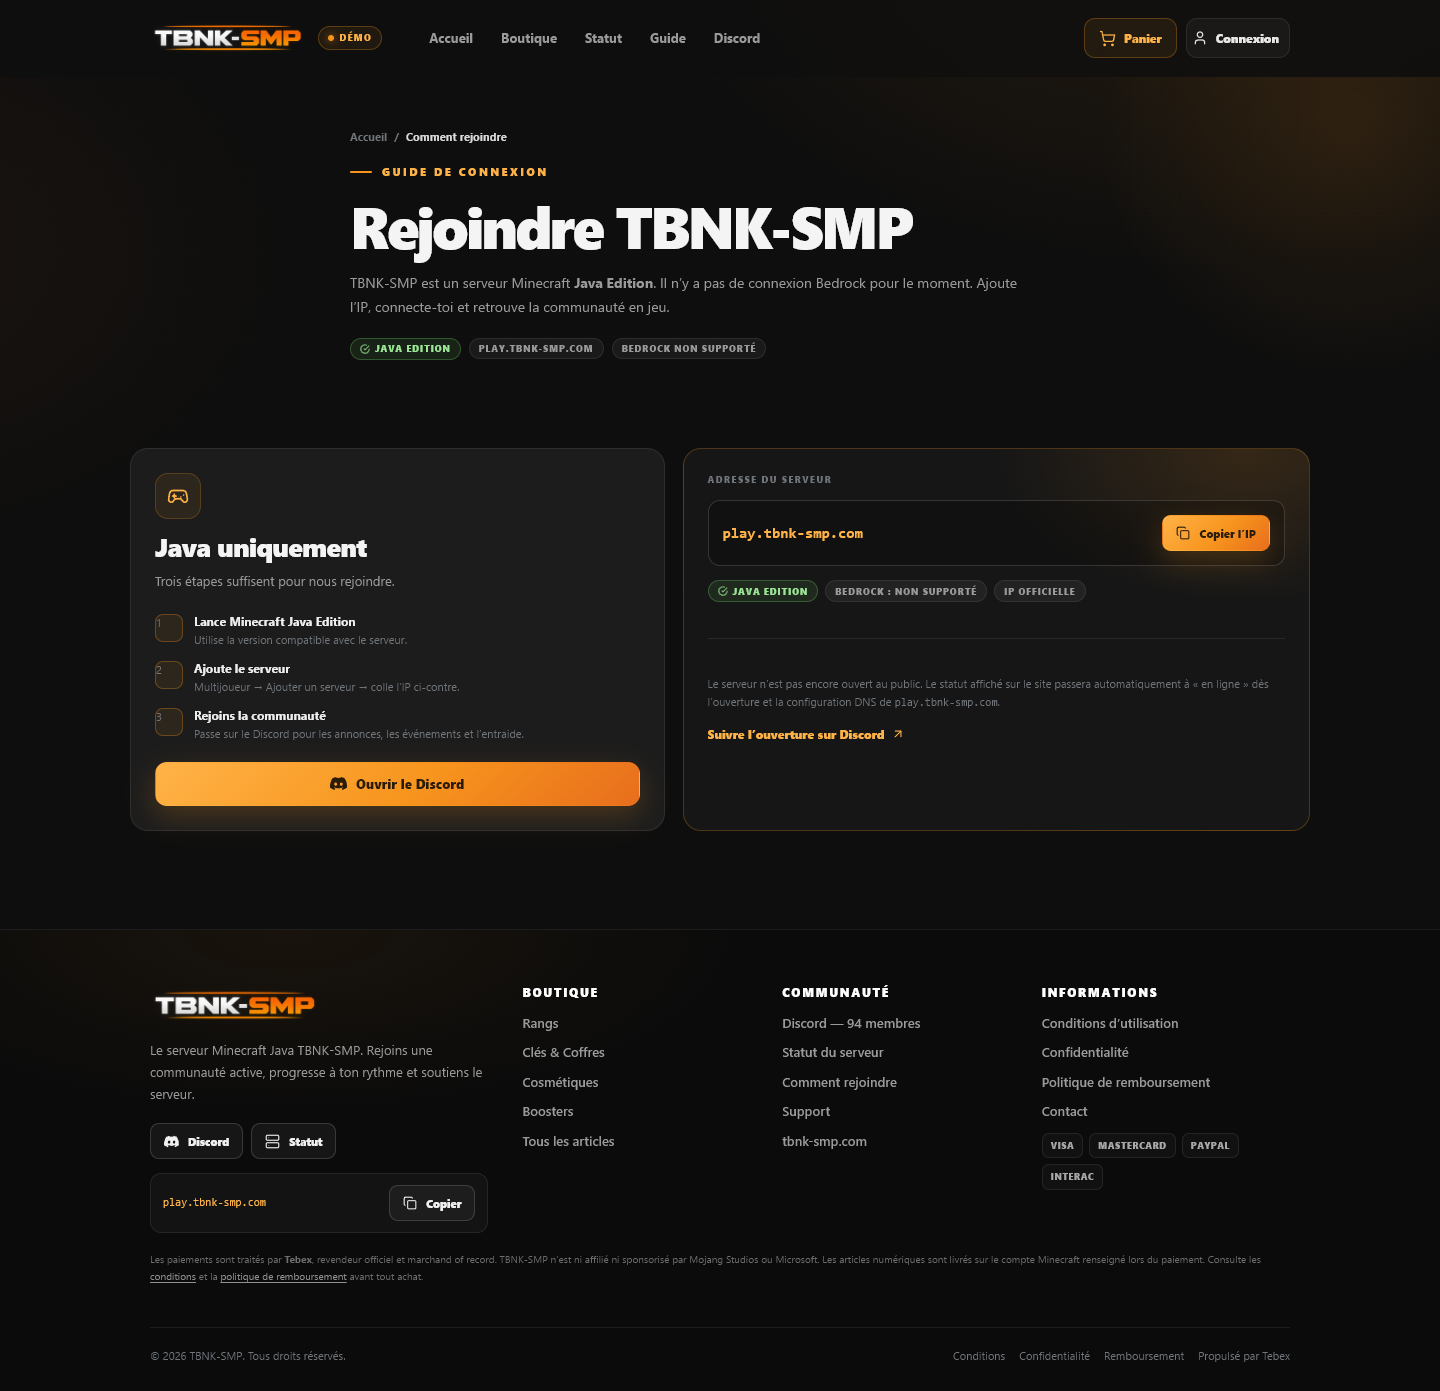 TBNK-SMP
DÉMO
Accueil
Boutique
Statut
Guide
Discord
Panier
Connexion
Accueil / Comment rejoindre
GUIDE DE CONNEXION
Rejoindre TBNK-SMP
TBNK-SMP est un serveur Minecraft Java Edition. Il n’y a pas de connexion Bedrock pour le moment. Ajoute
l’IP, connecte-toi et retrouve la communauté en jeu.
JAVA EDITION
PLAY.TBNK-SMP.COM
BEDROCK NON SUPPORTÉ
Java uniquement
Trois étapes suffisent pour nous rejoindre.
1
Lance Minecraft Java Edition
Utilise la version compatible avec le serveur.
2
Ajoute le serveur
Multijoueur → Ajouter un serveur → colle l’IP ci-contre.
3
Rejoins la communauté
Passe sur le Discord pour les annonces, les événements et l’entraide.
Ouvrir le Discord
ADRESSE DU SERVEUR
play.tbnk-smp.com
Copier l’IP
JAVA EDITION
BEDROCK : NON SUPPORTÉ
IP OFFICIELLE
Le serveur n’est pas encore ouvert au public. Le statut affiché sur le site passera automatiquement à « en ligne » dès
l’ouverture et la configuration DNS de play.tbnk-smp.com.
Suivre l’ouverture sur Discord
TBNK-SMP
Le serveur Minecraft Java TBNK-SMP. Rejoins une
communauté active, progresse à ton rythme et soutiens le
serveur.
Discord
Statut
play.tbnk-smp.com
Copier
BOUTIQUE
Rangs
Clés & Coffres
Cosmétiques
Boosters
Tous les articles
COMMUNAUTÉ
Discord — 94 membres
Statut du serveur
Comment rejoindre
Support
tbnk-smp.com
INFORMATIONS
Conditions d’utilisation
Confidentialité
Politique de remboursement
Contact
VISA
MASTERCARD
PAYPAL
INTERAC
Les paiements sont traités par Tebex, revendeur officiel et marchand of record. TBNK-SMP n’est ni affilié ni sponsorisé par Mojang Studios ou Microsoft. Les articles numériques sont livrés sur le compte Minecraft renseigné lors du paiement. Consulte les
conditions et la politique de remboursement avant tout achat.
© 2026 TBNK-SMP. Tous droits réservés.
Conditions
Confidentialité
Remboursement
Propulsé par Tebex